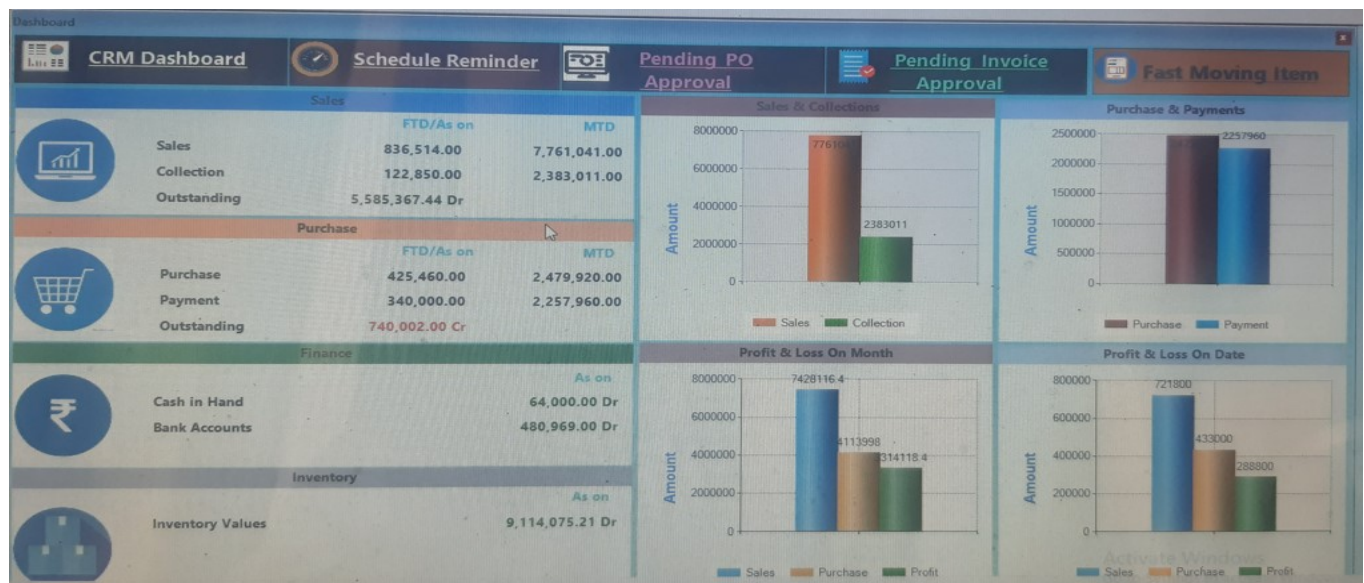 Dashboard
CRM Dashboard
Schedule Reminder
Pending PO
Approval
Pending Invoice
Approval
Fast Moving Item
Sales
FTD/As on MTD
Sales 836,514.00 7,761,041.00
Collection 122,850.00 2,383,011.00
Outstanding 5,585,367.44 Dr
Purchase
FTD/As on MTD
Purchase 425,460.00 2,479,920.00
Payment 340,000.00 2,257,960.00
Outstanding 740,002.00 Cr
Finance
As on
₹
Cash in Hand 64,000.00 Dr
Bank Accounts 480,969.00 Dr
Inventory
As on
Inventory Values 9,114,075.21 Dr
Sales & Collections
Amount
8000000
6000000
4000000
2000000
0
2383011
Sales Collection
Purchase & Payments
Amount
2500000
2000000
1500000
1000000
500000
0
2257960
Purchase Payment
Profit & Loss On Month
Amount
8000000
6000000
4000000
2000000
0
7428116.4
4113998
314118.4
Sales Purchase Profit
Profit & Loss On Date
Amount
800000
600000
400000
200000
0
721800
433000
288800
Activate Windows
Sales Purchase Profit